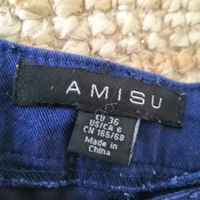 AMISU
EU 36
US/CA 6
CN 165/68
Made in
China